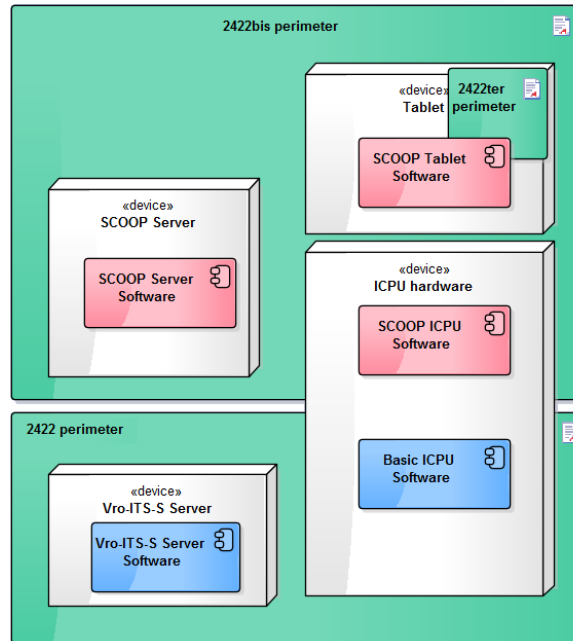 2422bis perimeter
«device»
Tablet
2422ter
perimeter
SCOOP Tablet
Software
«device»
SCOOP Server
SCOOP Server
Software
«device»
ICPU hardware
SCOOP ICPU
Software
2422 perimeter
Basic ICPU
Software
«device»
Vro-ITS-S Server
Vro-ITS-S Server
Software